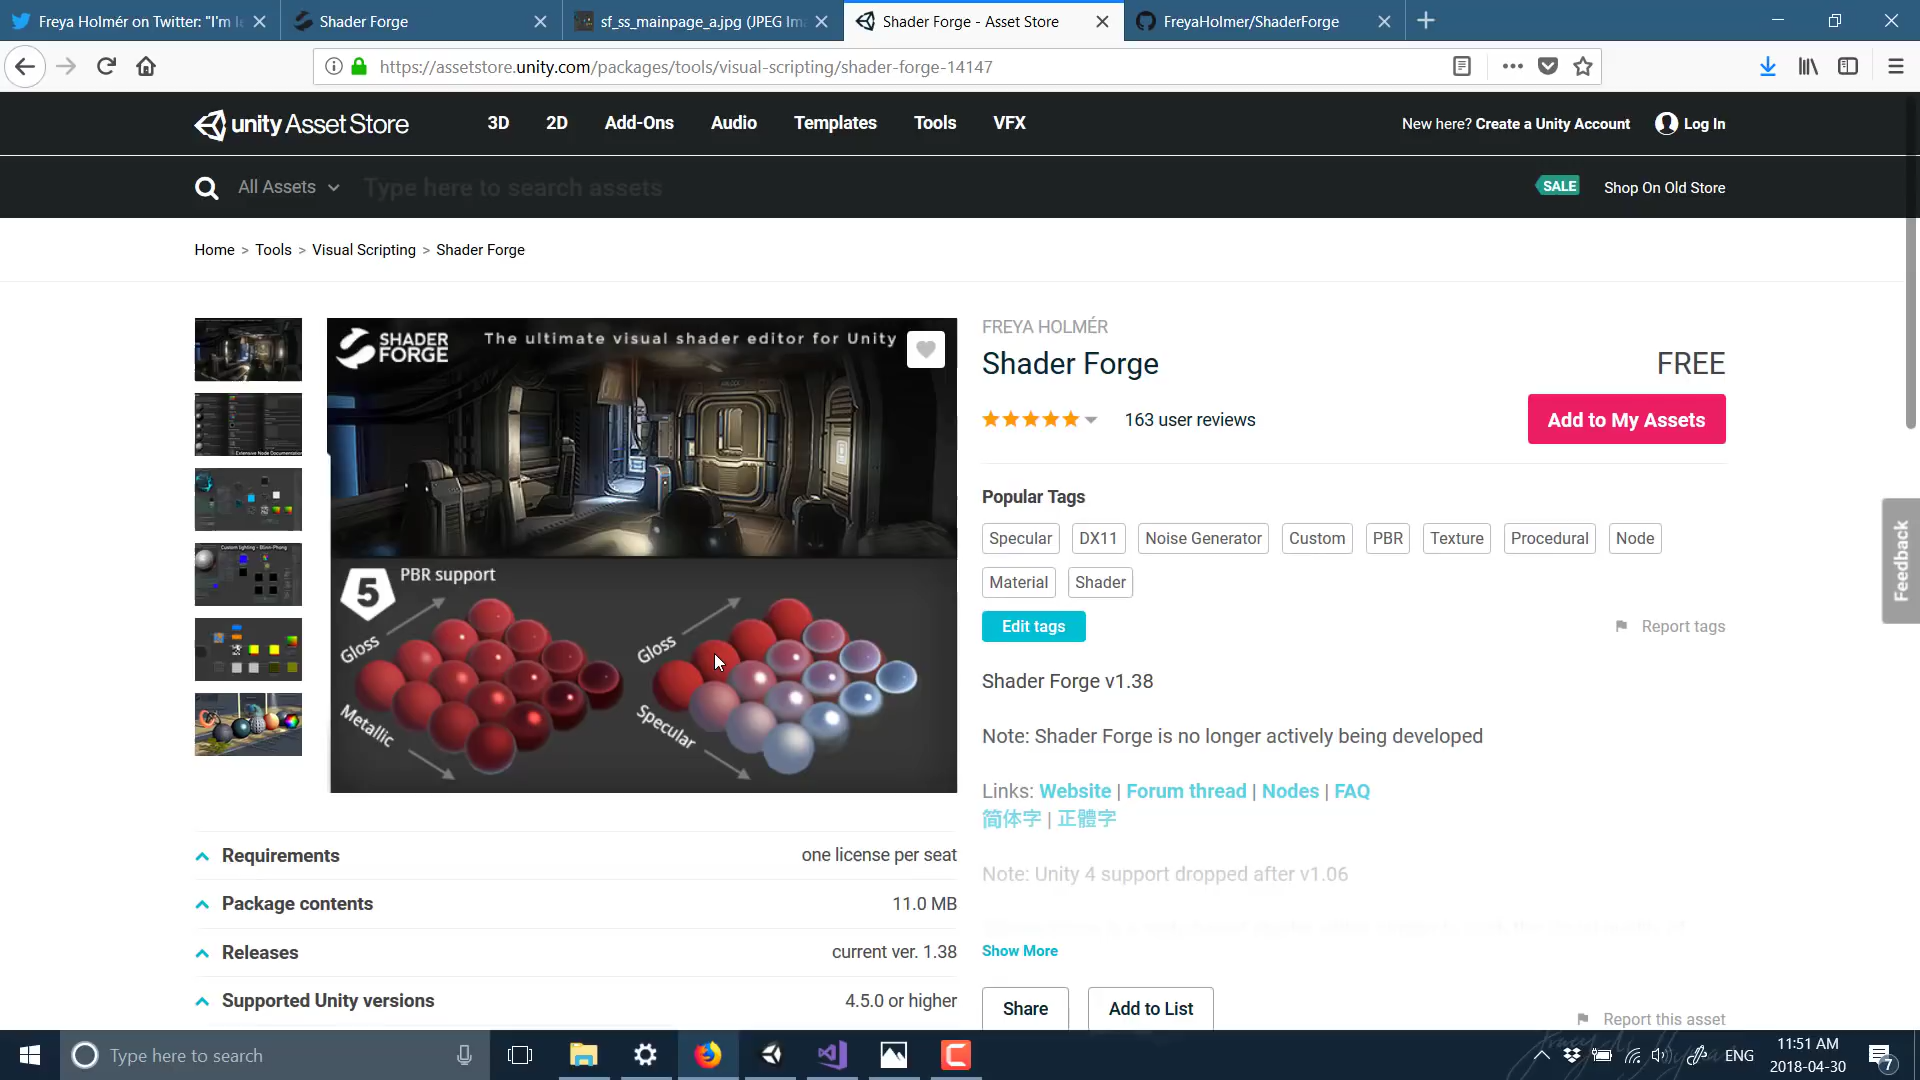 Freya Holmér on Twitter: "I'm l
Shader Forge
sf_ss_mainpage_a.jpg (JPEG Im
Shader Forge - Asset Store
FreyaHolmer/ShaderForge
https://assetstore.unity.com/packages/tools/visual-scripting/shader-forge-14147
unity Asset Store
3D
2D
Add-Ons
Audio
Templates
Tools
VFX
New here? Create a Unity Account
Log In
All Assets
Type here to search assets
SALE
Shop On Old Store
Home > Tools > Visual Scripting > Shader Forge
SHADER
FORGE
The ultimate visual shader editor for Unity
FREYA HOLMÉR
Shader Forge
FREE
163 user reviews
Add to My Assets
Popular Tags
Specular
DX11
Noise Generator
Custom
PBR
Texture
Procedural
Node
Material
Shader
Edit tags
Report tags
5
PBR support
Gloss
Metallic
Gloss
Specular
Extensive Node Documentation
Custom lighting - Blinn-Phong
Shader Forge v1.38
Note: Shader Forge is no longer actively being developed
Links: Website | Forum thread | Nodes | FAQ
简体字 | 正體字
Note: Unity 4 support dropped after v1.06
Show More
Share
Add to List
Report this asset
Requirements
one license per seat
Package contents
11.0 MB
Releases
current ver. 1.38
Supported Unity versions
4.5.0 or higher
Feedback
Type here to search
ENG
11:51 AM
2018-04-30
7